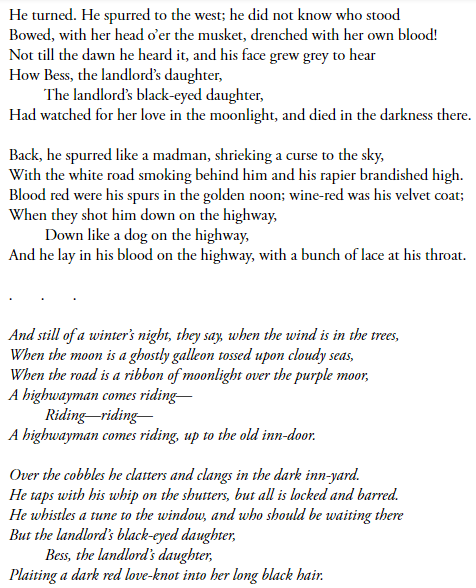 He turned. He spurred to the west; he did not know who stood
Bowed, with her head o’er the musket, drenched with her own blood!
Not till the dawn he heard it, and his face grew grey to hear
How Bess, the landlord’s daughter,
The landlord’s black-eyed daughter,
Had watched for her love in the moonlight, and died in the darkness there.

Back, he spurred like a madman, shrieking a curse to the sky,
With the white road smoking behind him and his rapier brandished high.
Blood red were his spurs in the golden noon; wine-red was his velvet coat;
When they shot him down on the highway,
Down like a dog on the highway,
And he lay in his blood on the highway, with a bunch of lace at his throat.

. . .

And still of a winter’s night, they say, when the wind is in the trees,
When the moon is a ghostly galleon tossed upon cloudy seas,
When the road is a ribbon of moonlight over the purple moor,
A highwayman comes riding—
Riding—riding—
A highwayman comes riding, up to the old inn-door.

Over the cobbles he clatters and clangs in the dark inn-yard.
He taps with his whip on the shutters, but all is locked and barred.
He whistles a tune to the window, and who should be waiting there
But the landlord’s black-eyed daughter,
Bess, the landlord’s daughter,
Plaiting a dark red love-knot into her long black hair.